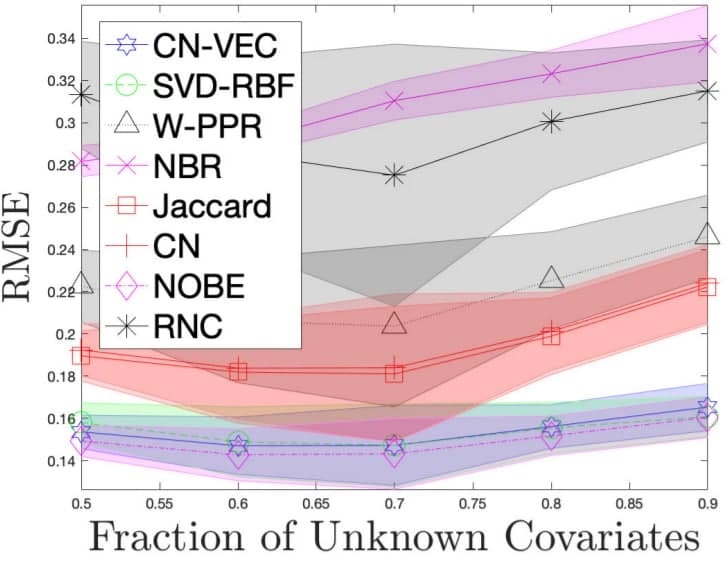 0.34
0.32
0.3
0.28
0.26
0.24
0.22
0.2
0.18
0.16
0.14
RMSE
CN-VEC
SVD-RBF
W-PPR
NBR
Jaccard
CN
NOBE
RNC
0.5 0.55 0.6 0.65 0.7 0.75 0.8 0.85 0.9
Fraction of Unknown Covariates